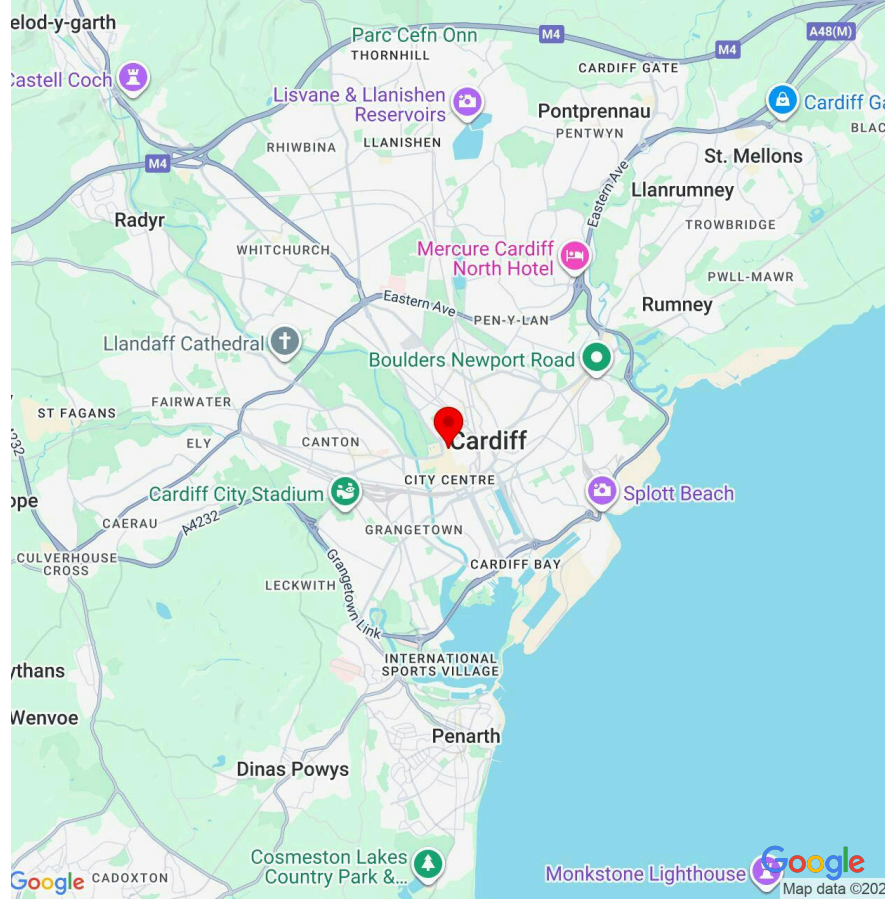 elod-y-garth
Parc Cefn Onn
M4
A48(M)
M4
THORNHILL
CARDIFF GATE
Castell Coch
Lisvane & Llanishen
Reservoirs
Pontprennau
Cardiff Ga
PENTWYN
BLAC
RHIWBINA
LLANISHEN
St. Mellons
M4
Eastern Ave
Llanrumney
Radyr
TROWBRIDGE
WHITCHURCH
Mercure Cardiff
North Hotel
PWLL-MAWR
Eastern Ave
Rumney
PEN-Y-LAN
Llandaff Cathedral
Boulders Newport Road
FAIRWATER
ST FAGANS
4232
ELY
CANTON
Cardiff
CITY CENTRE
Cardiff City Stadium
Splott Beach
ope
CAERAU
A4232
GRANGETOWN
CULVERHOUSE
CROSS
CARDIFF BAY
LECKWITH
Grangetown Link
INTERNATIONAL
SPORTS VILLAGE
ythans
Wenvoe
Penarth
Dinas Powys
Cosmeston Lakes
Country Park &...
Monkstone Lighthouse
Google
CADOXTON
Google
Map data ©202